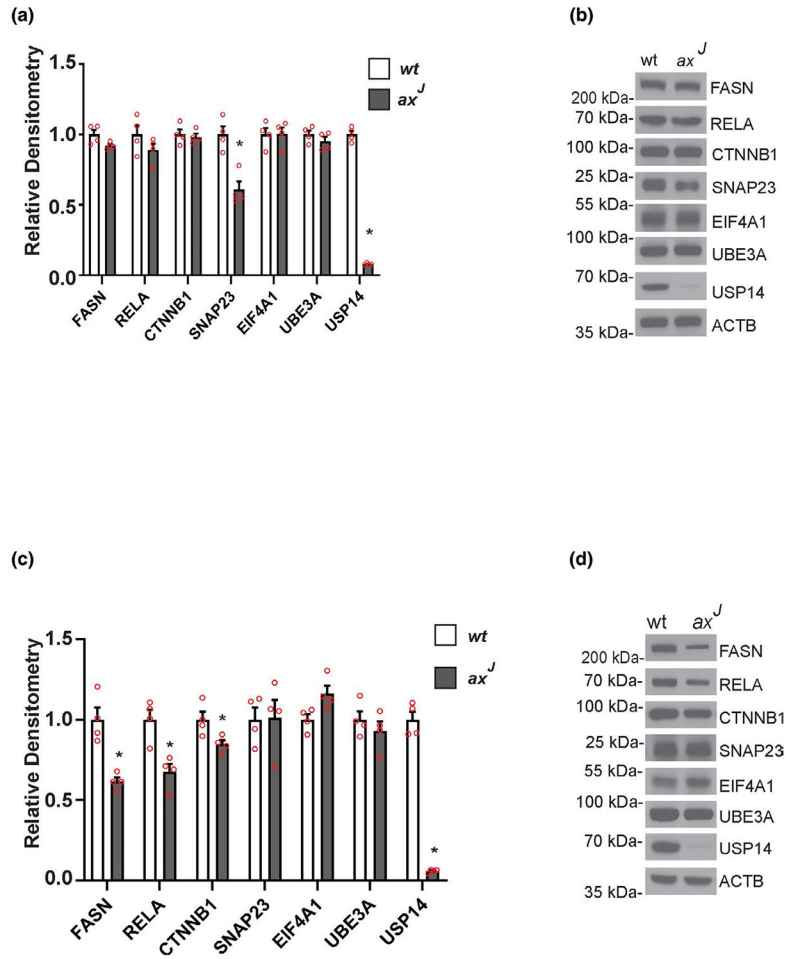 (a)
Relative Densitometry
1.5
1.0
0.5
0.0
wt
ax^J
*
*
FASN
RELA
CTNNB1
SNAP23
EIF4A1
UBE3A
USP14
(b)
wt ax^J
200 kDa- FASN
70 kDa- RELA
100 kDa- CTNNB1
25 kDa- SNAP23
55 kDa- EIF4A1
100 kDa- UBE3A
70 kDa- USP14
35 kDa- ACTB
(c)
Relative Densitometry
1.5
1.0
0.5
0.0
wt
ax^J
*
*
*
*
FASN
RELA
CTNNB1
SNAP23
EIF4A1
UBE3A
USP14
(d)
wt ax^J
200 kDa- FASN
70 kDa- RELA
100 kDa- CTNNB1
25 kDa- SNAP23
55 kDa- EIF4A1
100 kDa- UBE3A
70 kDa- USP14
35 kDa- ACTB